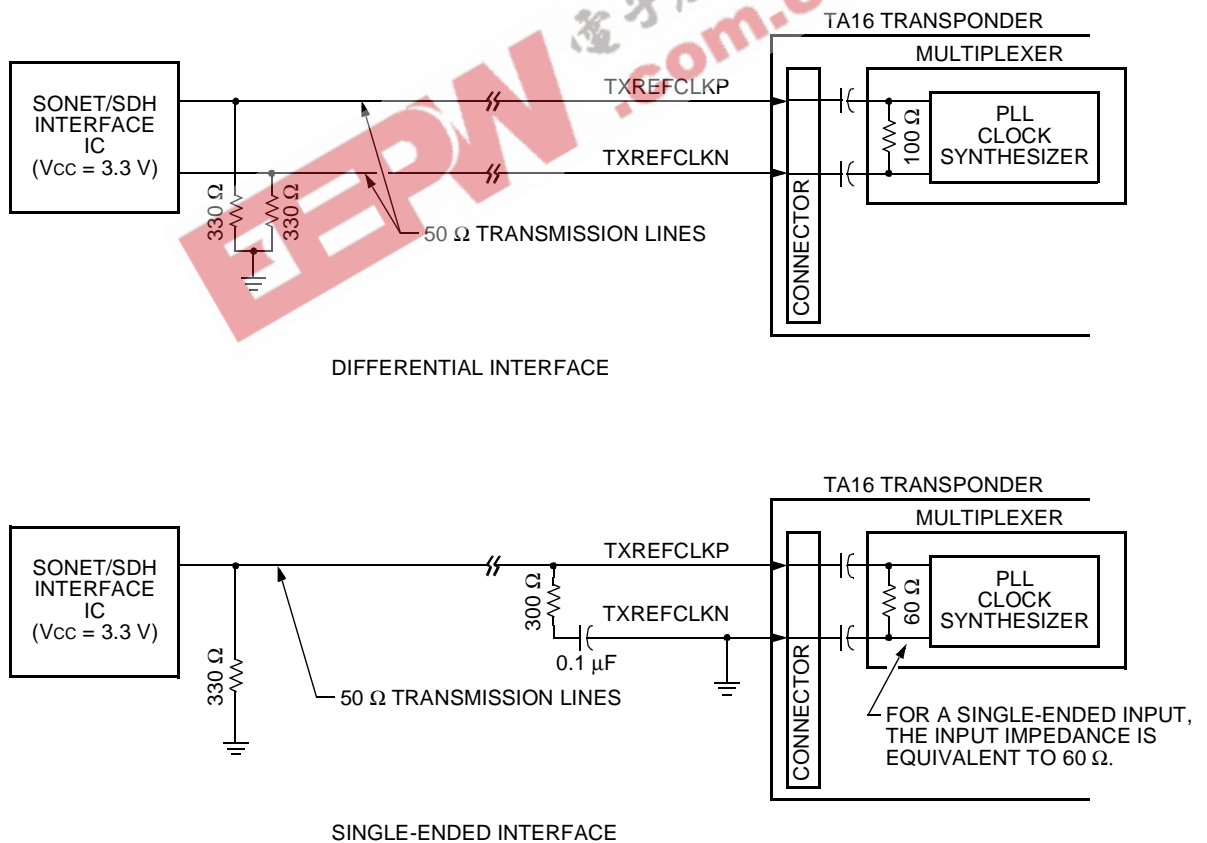 TA16 TRANSPONDER
MULTIPLEXER
SONET/SDH
INTERFACE
IC
(VCC = 3.3 V)
TXREFCLKP
TXREFCLKN
PLL
CLOCK
SYNTHESIZER
100 Ω
330 Ω
330 Ω
50 Ω TRANSMISSION LINES
CONNECTOR
EEPW
.com.
DIFFERENTIAL INTERFACE
TA16 TRANSPONDER
MULTIPLEXER
SONET/SDH
INTERFACE
IC
(VCC = 3.3 V)
TXREFCLKP
300 Ω
TXREFCLKN
0.1 μF
PLL
CLOCK
SYNTHESIZER
60 Ω
330 Ω
50 Ω TRANSMISSION LINES
CONNECTOR
FOR A SINGLE-ENDED INPUT,
THE INPUT IMPEDANCE IS
EQUIVALENT TO 60 Ω.
SINGLE-ENDED INTERFACE